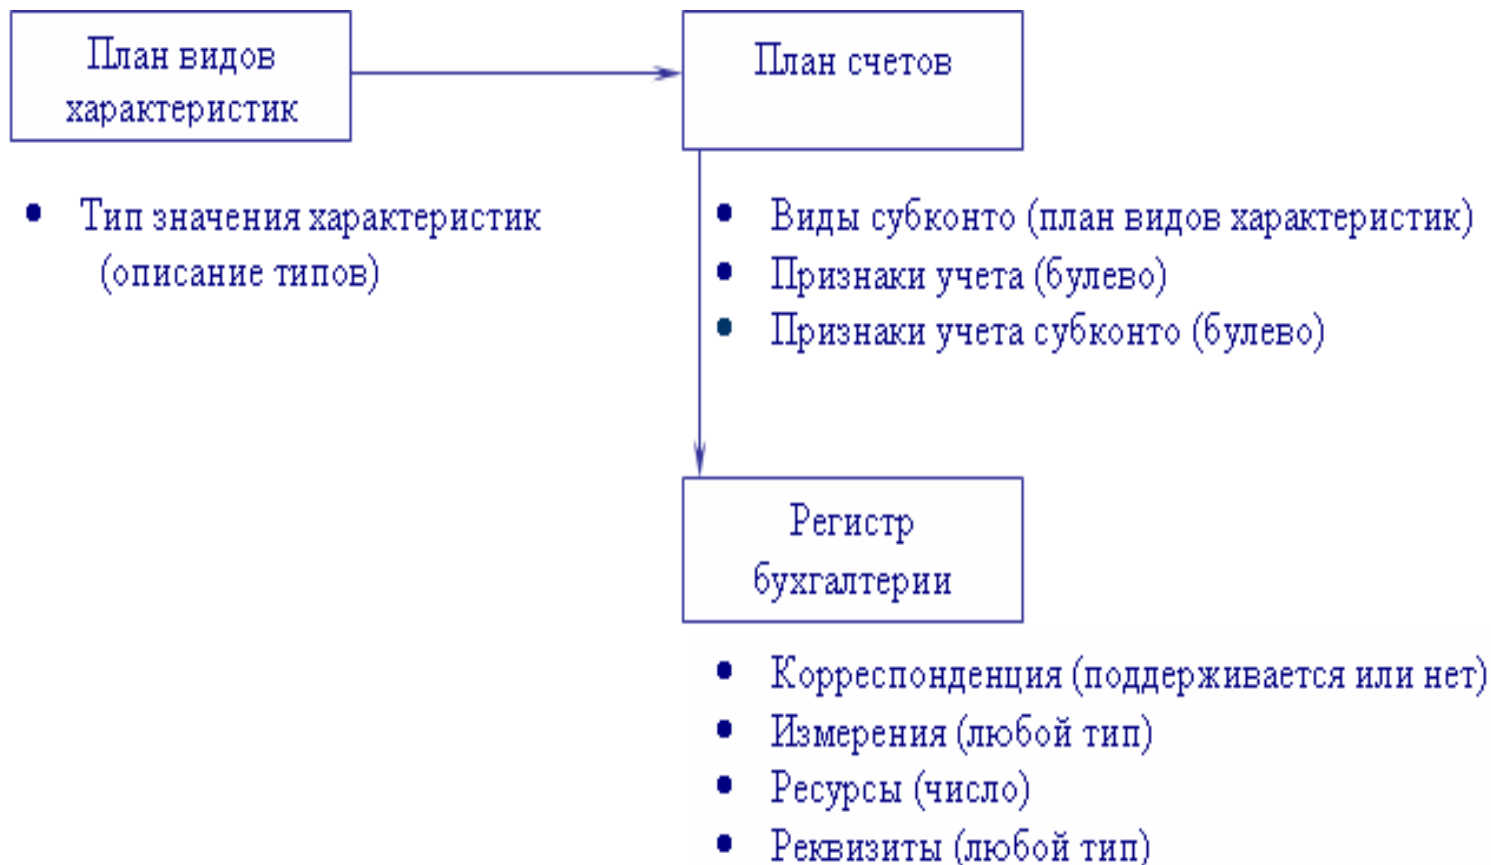 План видов
характеристик
План счетов
• Тип значения характеристик
(описание типов)
• Виды субконто (план видов характеристик)
• Признаки учета (булево)
• Признаки учета субконто (булево)
Регистр
бухгалтерии
• Корреспонденция (поддерживается или нет)
• Измерения (любой тип)
• Ресурсы (число)
• Реквизиты (любой тип)